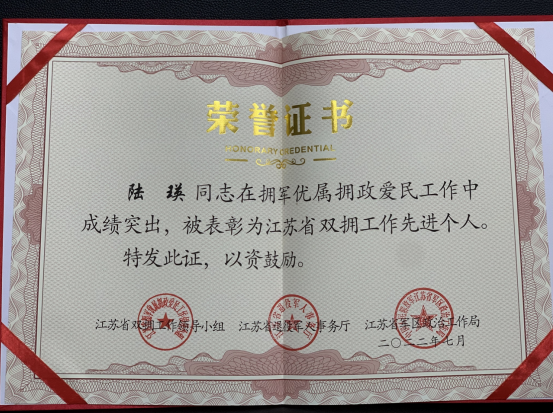 荣誉证书
HONORARY CREDENTIAL
陆 瑛 同志在拥军优属拥政爱民工作中
成绩突出，被表彰为江苏省双拥工作先进个人。
特发此证，以资鼓励。
江苏省双拥工作领导小组 江苏省退役军人事务厅 江苏省军区政治工作局
二〇二二年七月